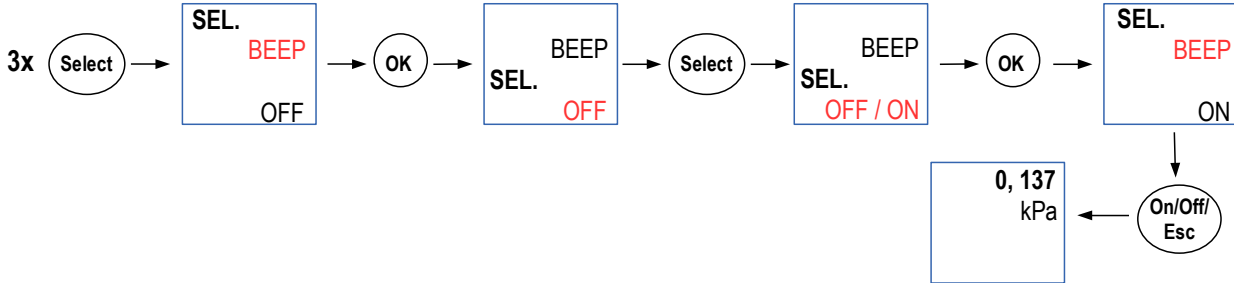 3x
Select
SEL.
BEEP
OFF
OK
BEEP
SEL.
OFF
Select
BEEP
SEL.
OFF / ON
OK
SEL.
BEEP
ON
On/Off/
Esc
0, 137
kPa